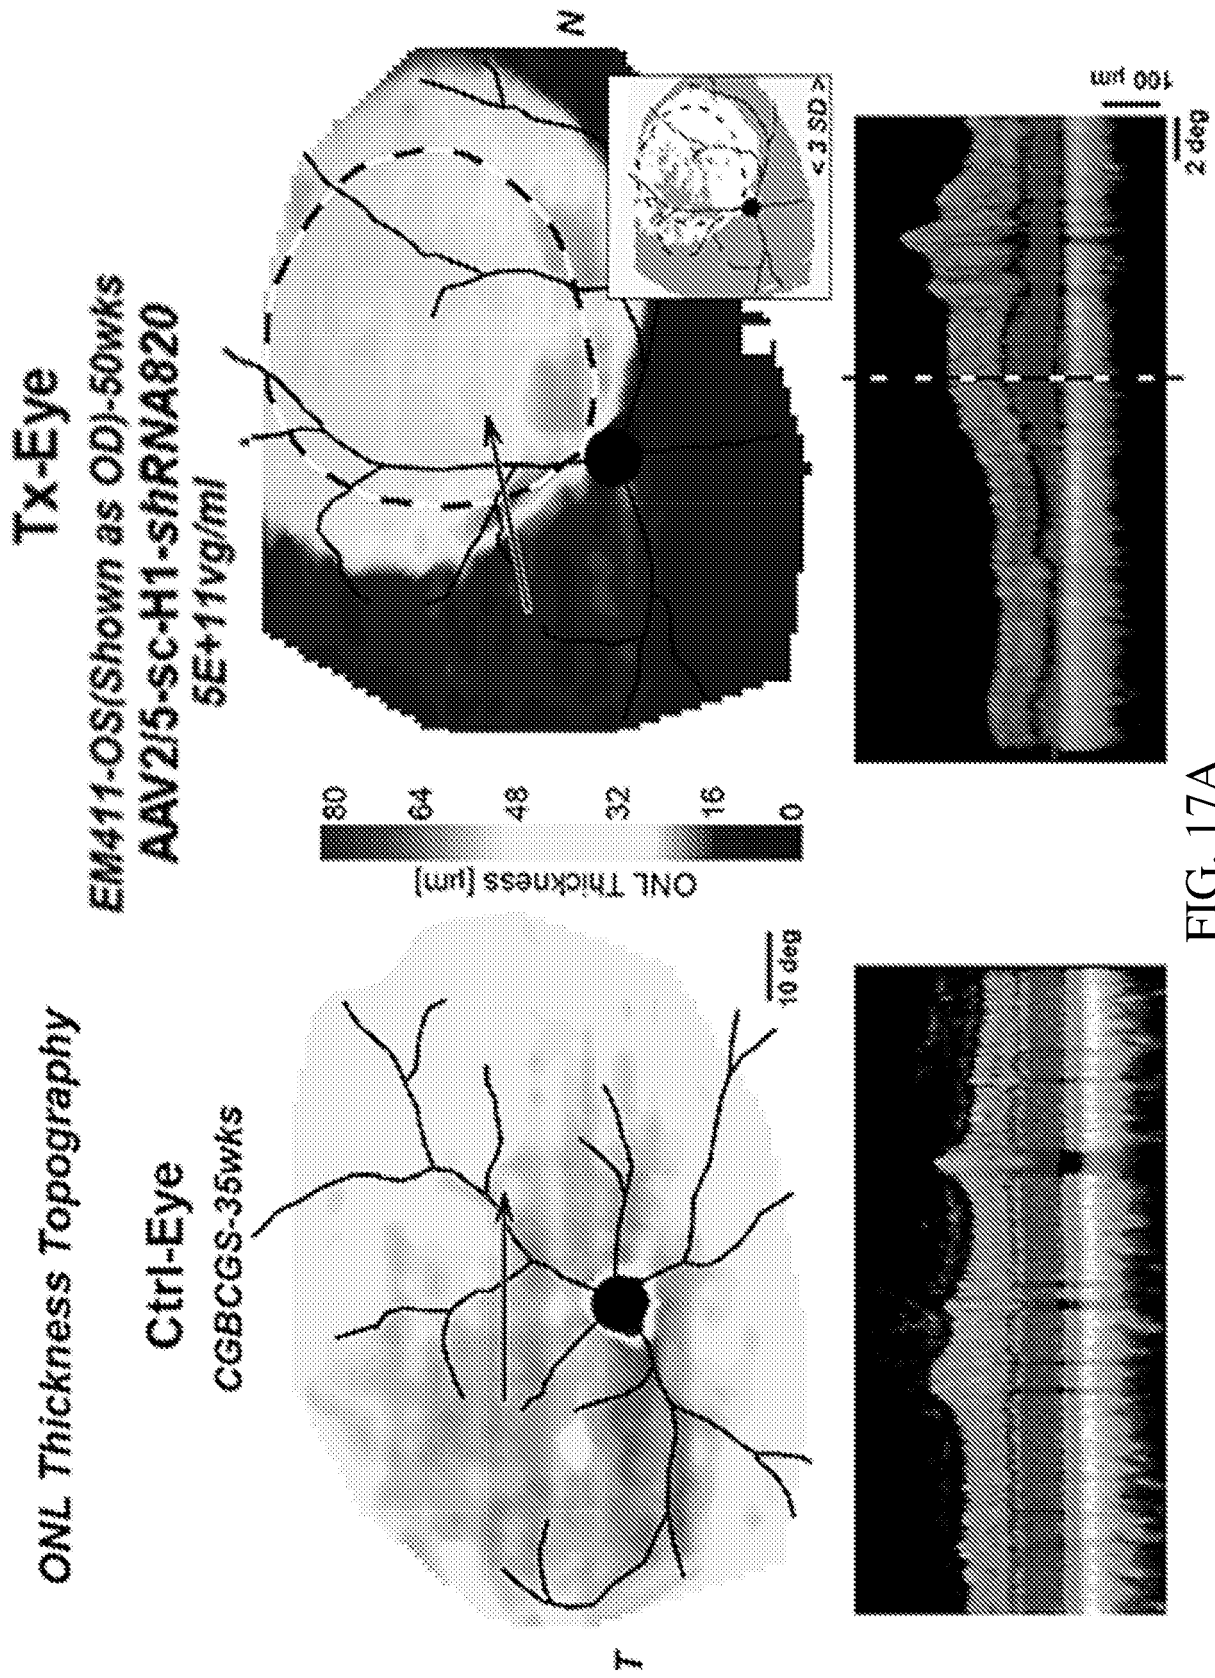 ONL Thickness Topography
Ctrl-Eye
CGBCGS-35wks
Tx-Eye
EM411-OS(Shown as OD)-50wks
AAV2/5-sc-H1-shRNA820
5E+11vg/ml
T
N
ONL Thickness [µm]
80
64
48
32
16
0
10 deg
< 3 SD >
100 µm
2 deg
FIG. 17A